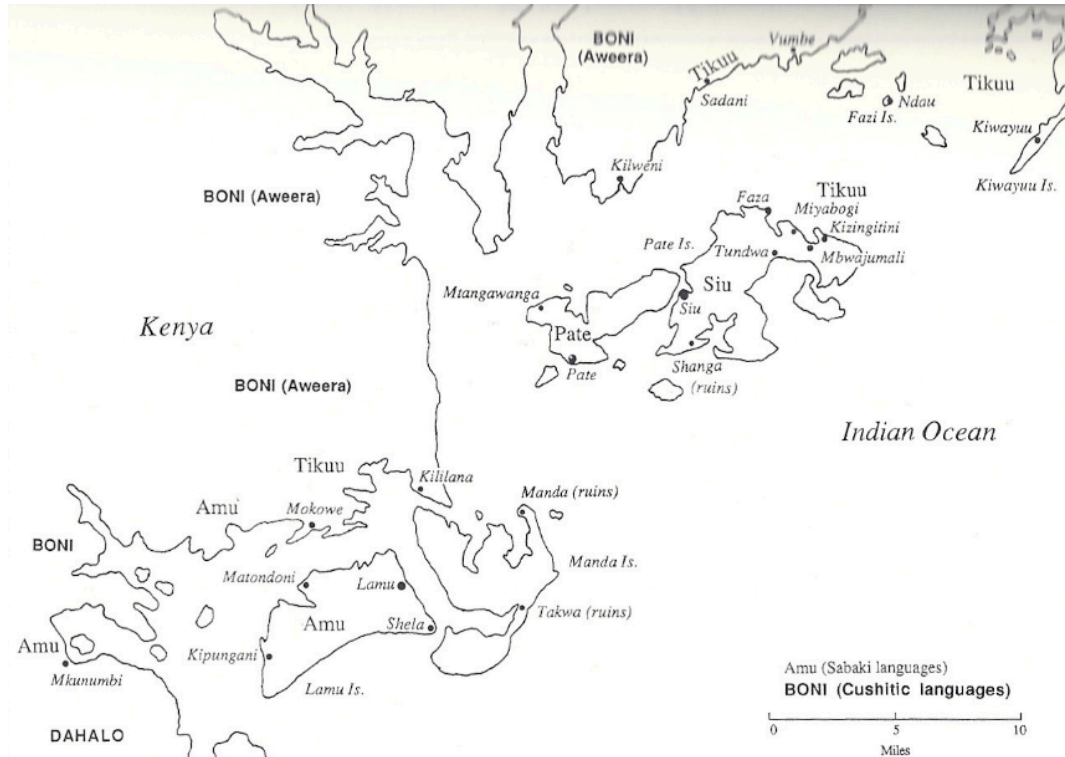 BONI
(Aweera)
Vumbe
Tikuu
Sadani
Tikuu
Ndau
Fazi Is.
Kiwayuu
Kiwayuu Is.
Kilweni
BONI (Aweera)
Faza
Tikuu
Miyabogi
Kizingitini
Pate Is.
Tundwa
Mbwajumali
Siu
Siu
Mtangawanga
Kenya
Pate
Pate
Shanga
(ruins)
BONI (Aweera)
Indian Ocean
Tikuu
Kililana
Manda (ruins)
Amu
Mokowe
BONI
Manda Is.
Matondoni
Lamu
Takwa (ruins)
Amu
Shela
Amu
Kipungani
Mkunumbi
Lamu Is.
Amu (Sabaki languages)
BONI (Cushitic languages)
DAHALO
0 5 10
Miles